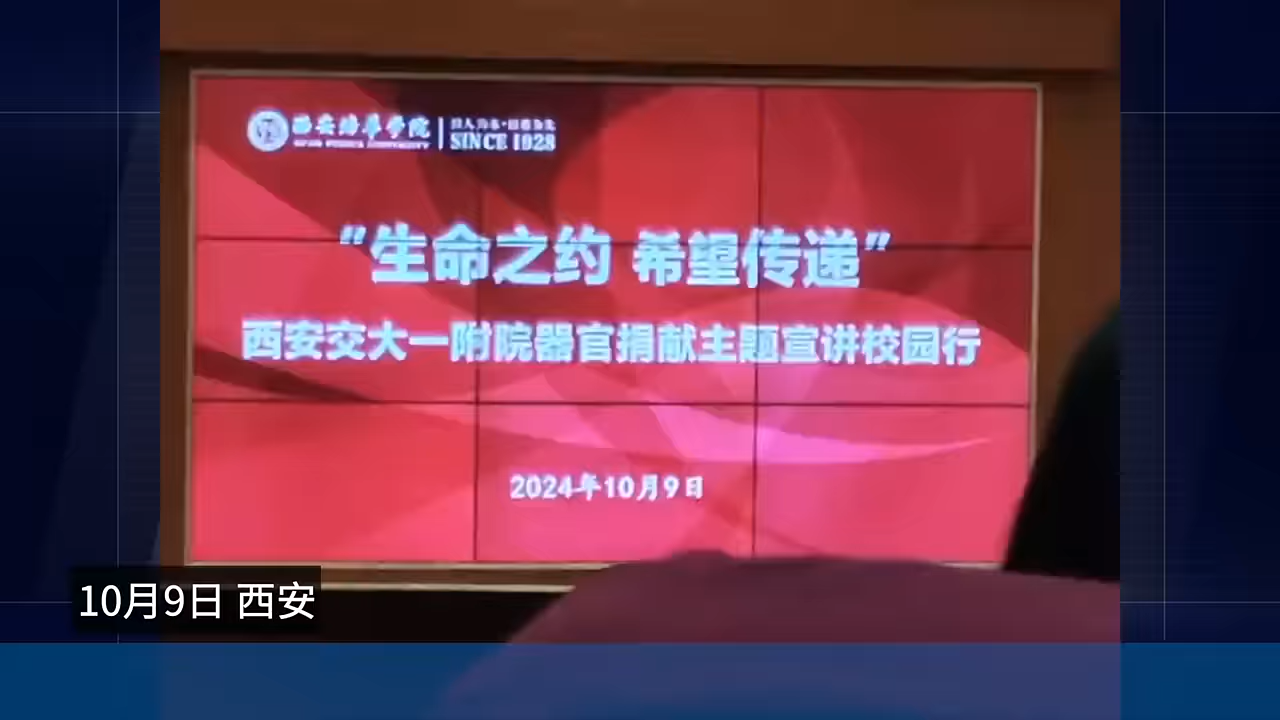 西安培华学院
SINCE 1928
"生命之约 希望传递"
西安交大一附院器官捐献主题宣讲校园行
2024年10月9日
10月9日 西安